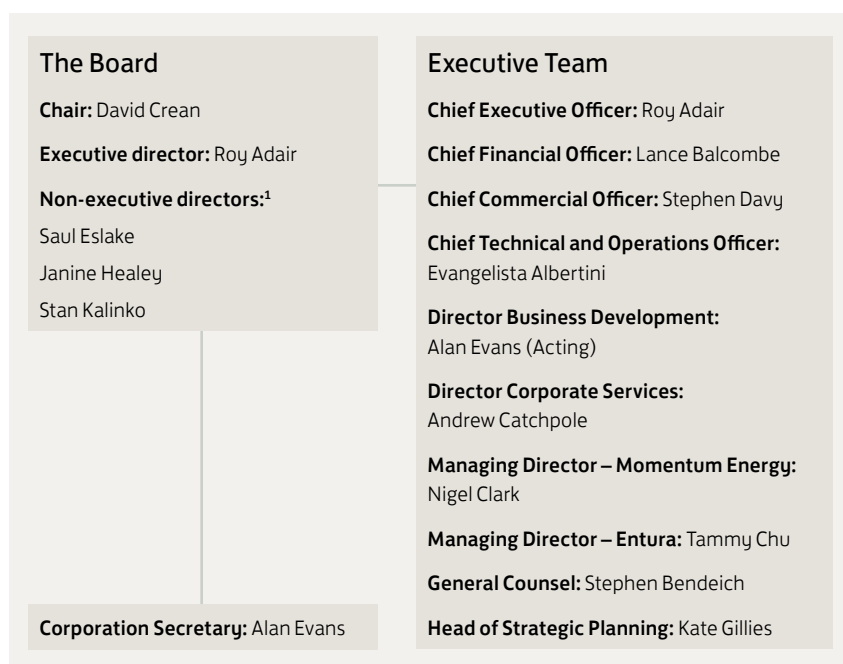 The Board
Chair: David Crean
Executive director: Roy Adair
Non-executive directors:¹
Saul Eslake
Janine Healey
Stan Kalinko
Corporation Secretary: Alan Evans
Executive Team
Chief Executive Officer: Roy Adair
Chief Financial Officer: Lance Balcombe
Chief Commercial Officer: Stephen Davy
Chief Technical and Operations Officer:
Evangelista Albertini
Director Business Development:
Alan Evans (Acting)
Director Corporate Services:
Andrew Catchpole
Managing Director – Momentum Energy:
Nigel Clark
Managing Director – Entura: Tammy Chu
General Counsel: Stephen Bendeich
Head of Strategic Planning: Kate Gillies